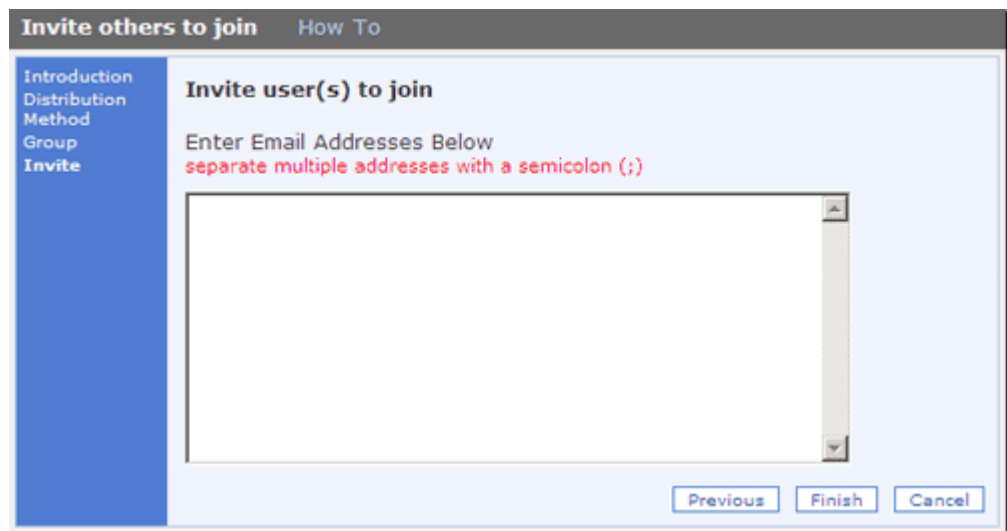 Invite others to join How To
Introduction
Distribution
Method
Group
Invite
Invite user(s) to join
Enter Email Addresses Below
separate multiple addresses with a semicolon (;)
Previous Finish Cancel